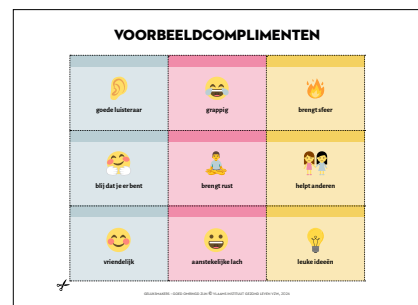 VOORBEELDCOMPLIMENTEN
goede luisteraar
grappig
brengt sfeer
blij dat je er bent
brengt rust
helpt anderen
vriendelijk
aanstekelijke lach
leuke ideeën